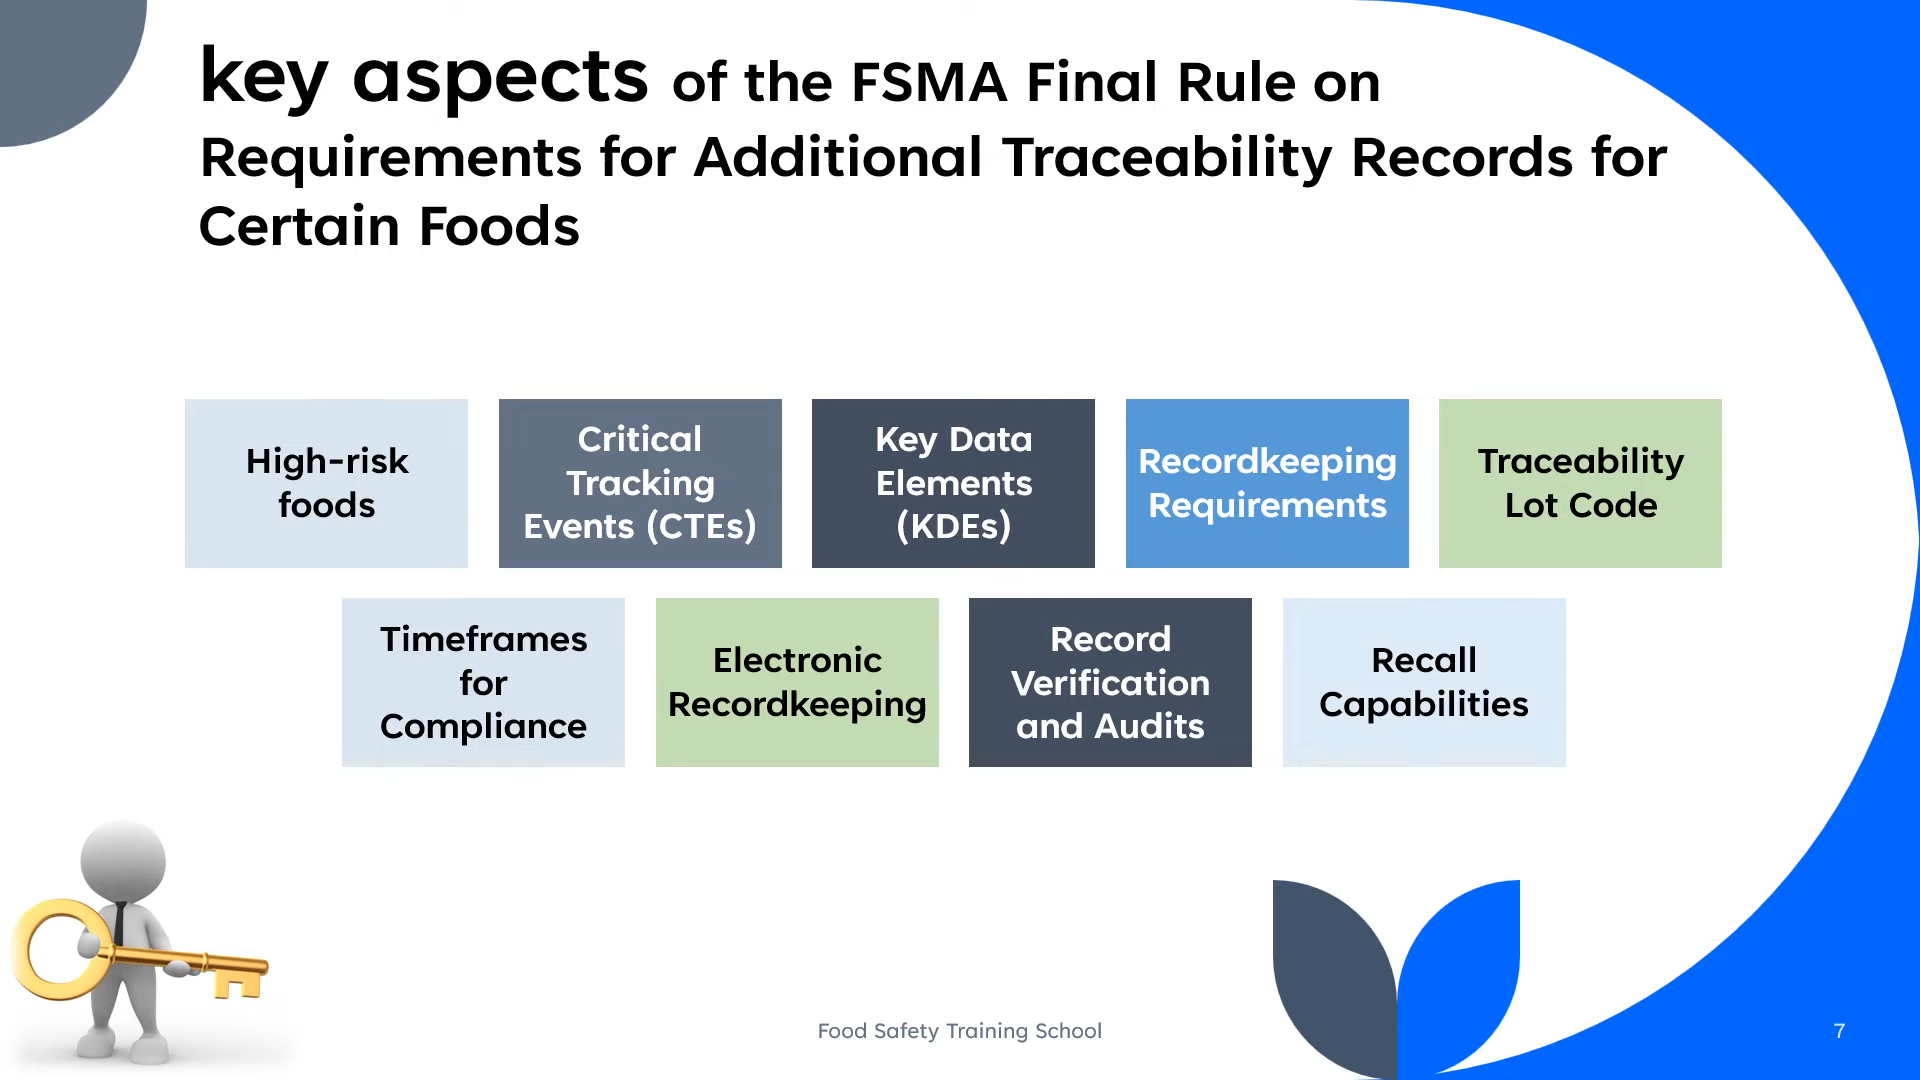 key aspects of the FSMA Final Rule on
Requirements for Additional Traceability Records for
Certain Foods
High-risk
foods
Critical
Tracking
Events (CTEs)
Key Data
Elements
(KDEs)
Recordkeeping
Requirements
Traceability
Lot Code
Timeframes
for
Compliance
Electronic
Recordkeeping
Record
Verification
and Audits
Recall
Capabilities
Food Safety Training School
7